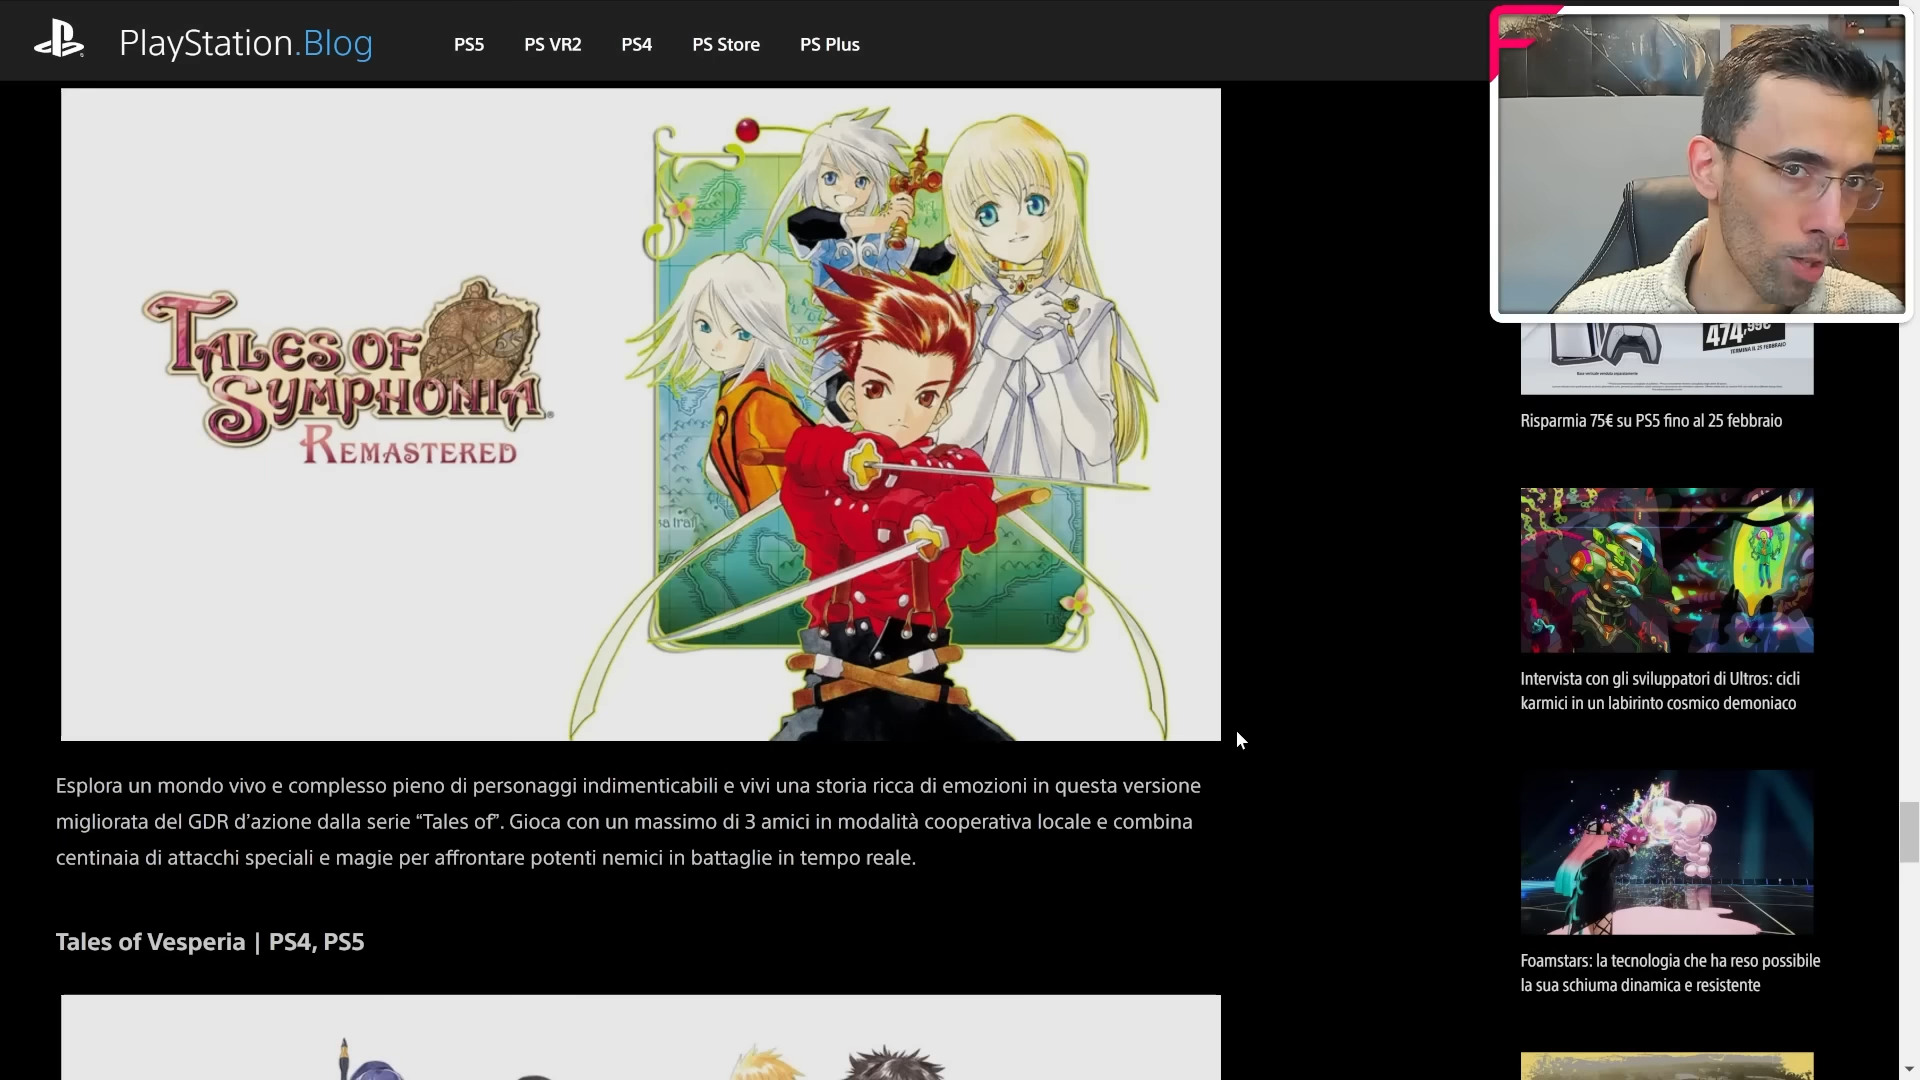 PlayStation.Blog
PS5
PS VR2
PS4
PS Store
PS Plus
TALES OF
SYMPHONIA
REMASTERED
Esplora un mondo vivo e complesso pieno di personaggi indimenticabili e vivi una storia ricca di emozioni in questa versione
migliorata del GDR d’azione dalla serie “Tales of”. Gioca con un massimo di 3 amici in modalità cooperativa locale e combina
centinaia di attacchi speciali e magie per affrontare potenti nemici in battaglie in tempo reale.
Tales of Vesperia | PS4, PS5
474,99€
TERMINA IL 25 FEBBRAIO
Risparmia 75€ su PS5 fino al 25 febbraio
Intervista con gli sviluppatori di Ultros: cicli
karmici in un labirinto cosmico demoniaco
Foamstars: la tecnologia che ha reso possibile
la sua schiuma dinamica e resistente